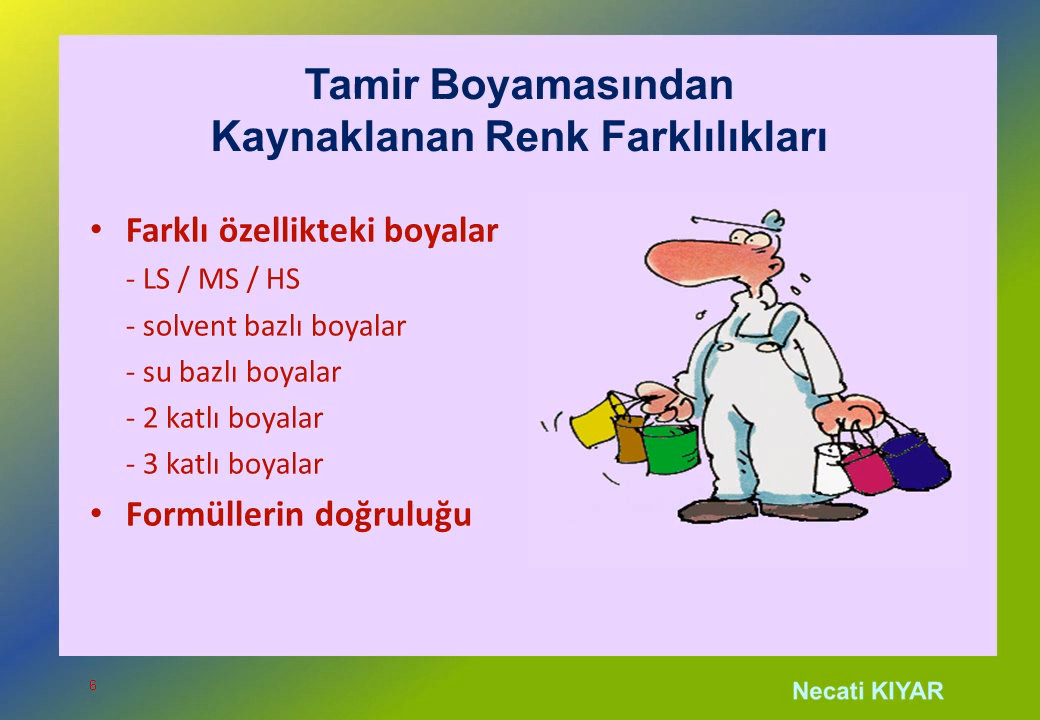 Tamir Boyamasından
Kaynaklanan Renk Farklılıkları
• Farklı özellikteki boyalar
- LS / MS / HS
- solvent bazlı boyalar
- su bazlı boyalar
- 2 katlı boyalar
- 3 katlı boyalar
• Formüllerin doğruluğu
6
Necati KIYAR